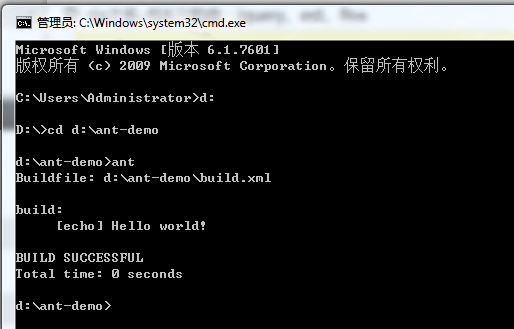 管理员: C:\Windows\system32\cmd.exe
Microsoft Windows [版本 6.1.7601]
版权所有 (c) 2009 Microsoft Corporation。保留所有权利。
C:\Users\Administrator>d:
D:\>cd d:\ant-demo
d:\ant-demo>ant
Buildfile: d:\ant-demo\build.xml
build:
[echo] Hello world!
BUILD SUCCESSFUL
Total time: 0 seconds
d:\ant-demo>